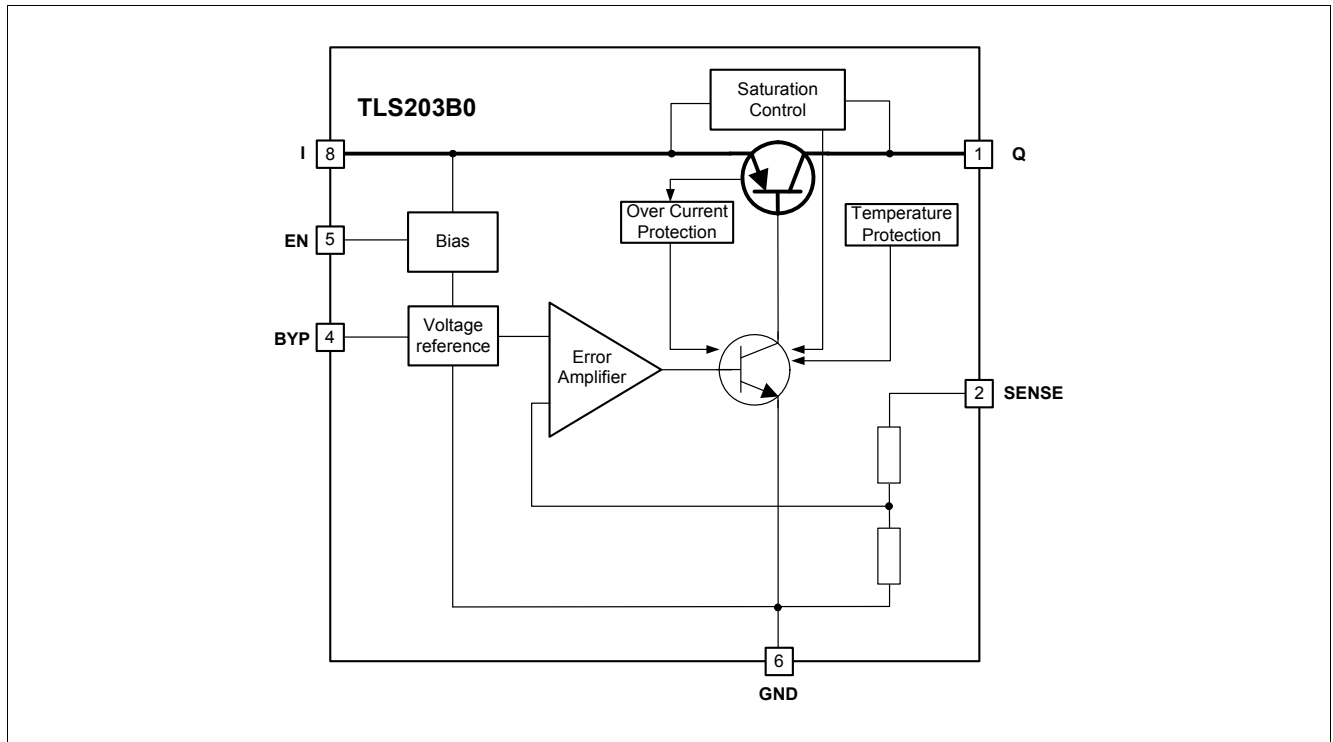 TLS203B0
Saturation
Control
I
8
1
Q
Over Current
Protection
Temperature
Protection
EN
5
Bias
BYP
4
Voltage
reference
Error
Amplifier
2
SENSE
6
GND